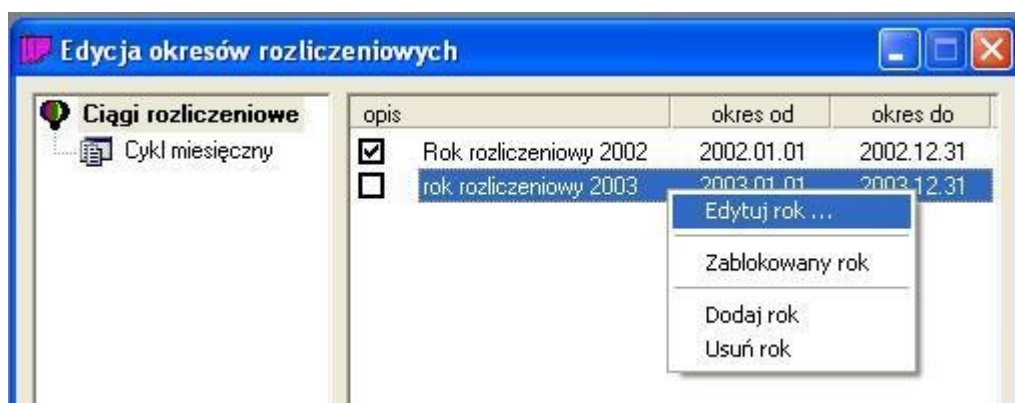 Edycja okresów rozliczeniowych
Ciągi rozliczeniowe
Cykl miesięczny
opis okres od okres do
Rok rozliczeniowy 2002 2002.01.01 2002.12.31
rok rozliczeniowy 2003 2003.01.01 2003.12.31
Edytuj rok ...
Zablokowany rok
Dodaj rok
Usuń rok